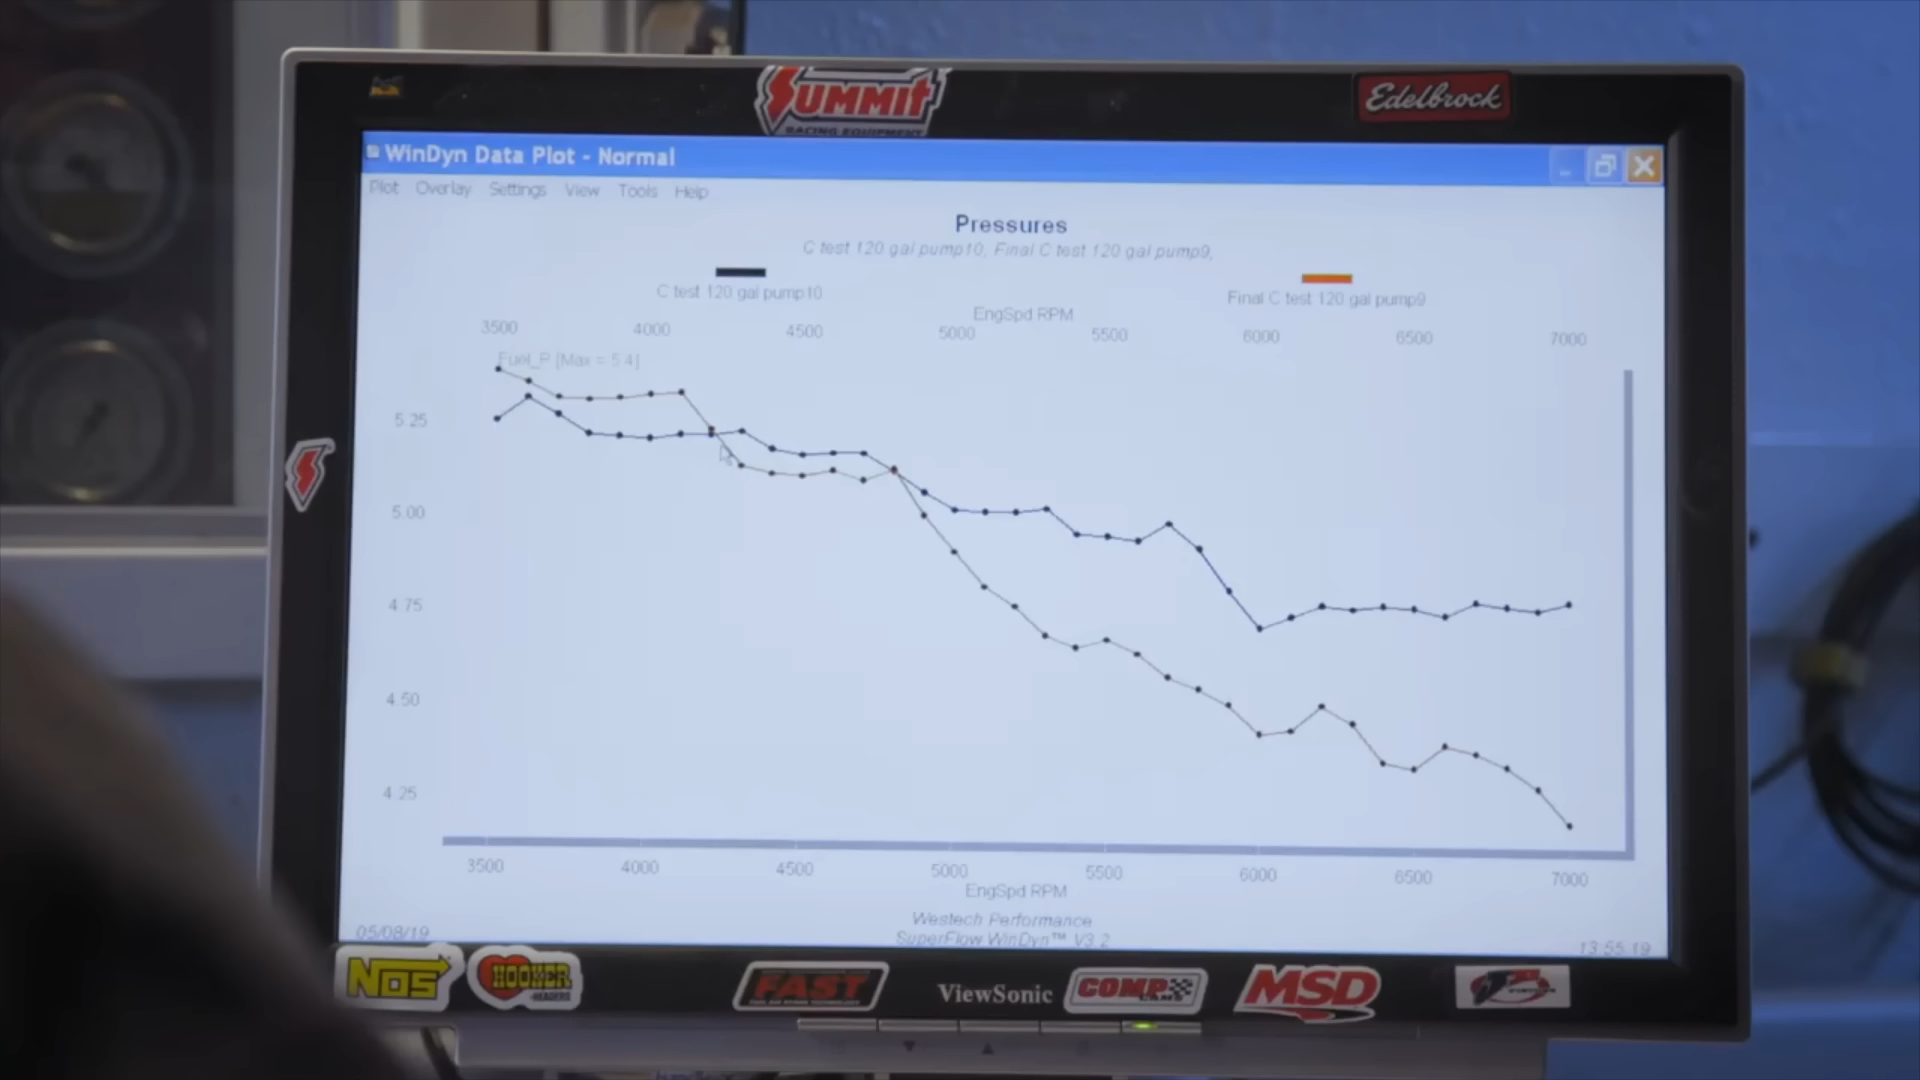 SUMMIT
RACING EQUIPMENT
Edelbrock
WinDyn Data Plot - Normal
Plot Overlay Settings View Tools Help
Pressures
C test 120 gal pump10, Final C test 120 gal pump9,
C test 120 gal pump10
Final C test 120 gal pump9
EngSpd RPM
3500 4000 4500 5000 5500 6000 6500 7000
Fuel_P [Max = 5.4]
5.25
5.00
4.75
4.50
4.25
3500 4000 4500 5000 5500 6000 6500 7000
EngSpd RPM
Westech Performance
SuperFlow WinDyn™ V3.2
05/08/19
13:55:19
NOS
HOOKER
HEADERS
FAST
ViewSonic
COMP
CAMS
MSD